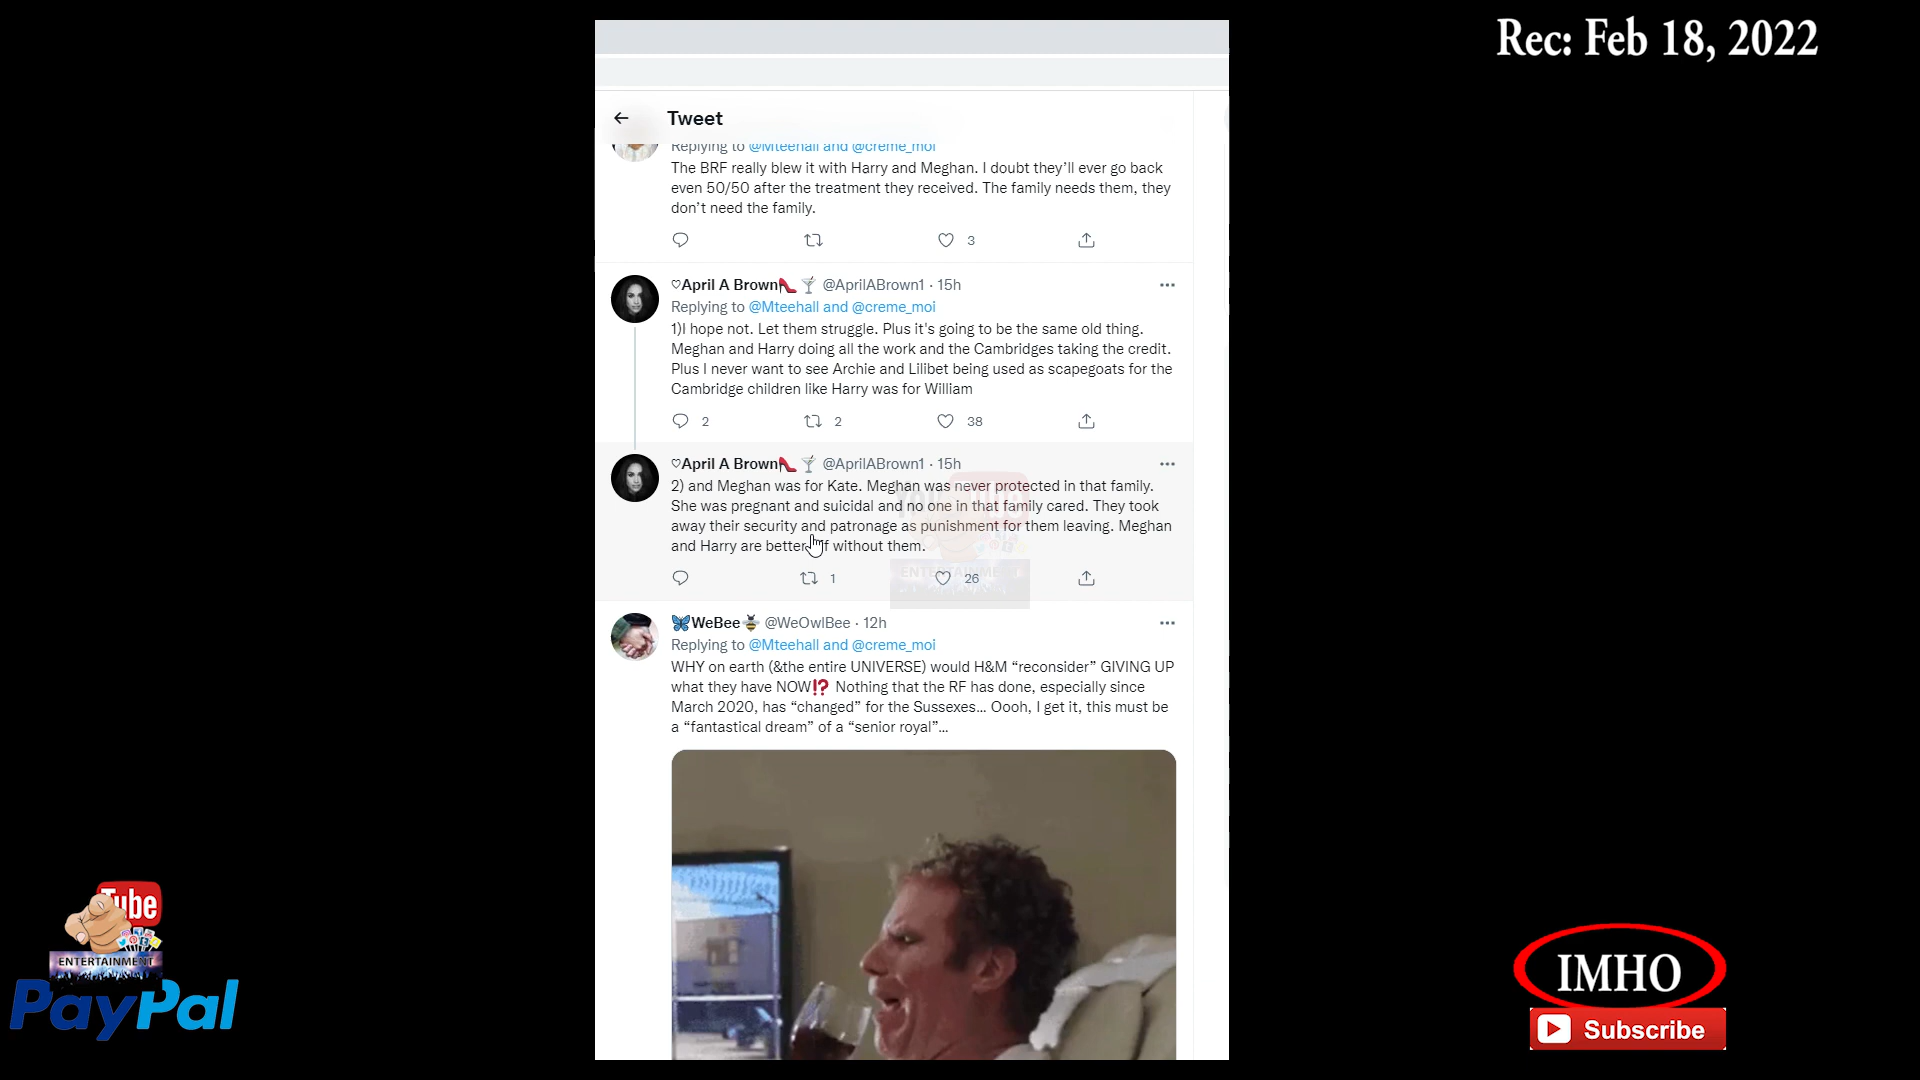 Rec: Feb 18, 2022
Tweet
Replying to @Mteehall and @creme_moi
The BRF really blew it with Harry and Meghan. I doubt they’ll ever go back
even 50/50 after the treatment they received. The family needs them, they
don’t need the family.
3
♡April A Brown👠🍸 @AprilABrown1 · 15h
Replying to @Mteehall and @creme_moi
1)I hope not. Let them struggle. Plus it's going to be the same old thing.
Meghan and Harry doing all the work and the Cambridges taking the credit.
Plus I never want to see Archie and Lilibet being used as scapegoats for the
Cambridge children like Harry was for William
2 2 38
♡April A Brown👠🍸 @AprilABrown1 · 15h
2) and Meghan was for Kate. Meghan was never protected in that family.
She was pregnant and suicidal and no one in that family cared. They took
away their security and patronage as punishment for them leaving. Meghan
and Harry are better without them.
1 26
🦋WeBee🐝 @WeOwlBee · 12h
Replying to @Mteehall and @creme_moi
WHY on earth (&the entire UNIVERSE) would H&M “reconsider” GIVING UP
what they have NOW⁉️ Nothing that the RF has done, especially since
March 2020, has “changed” for the Sussexes... Oooh, I get it, this must be
a “fantastical dream” of a “senior royal”...
YOU Tube
ENTERTAINMENT
Tube
ENTERTAINMENT
PayPal
IMHO
Subscribe